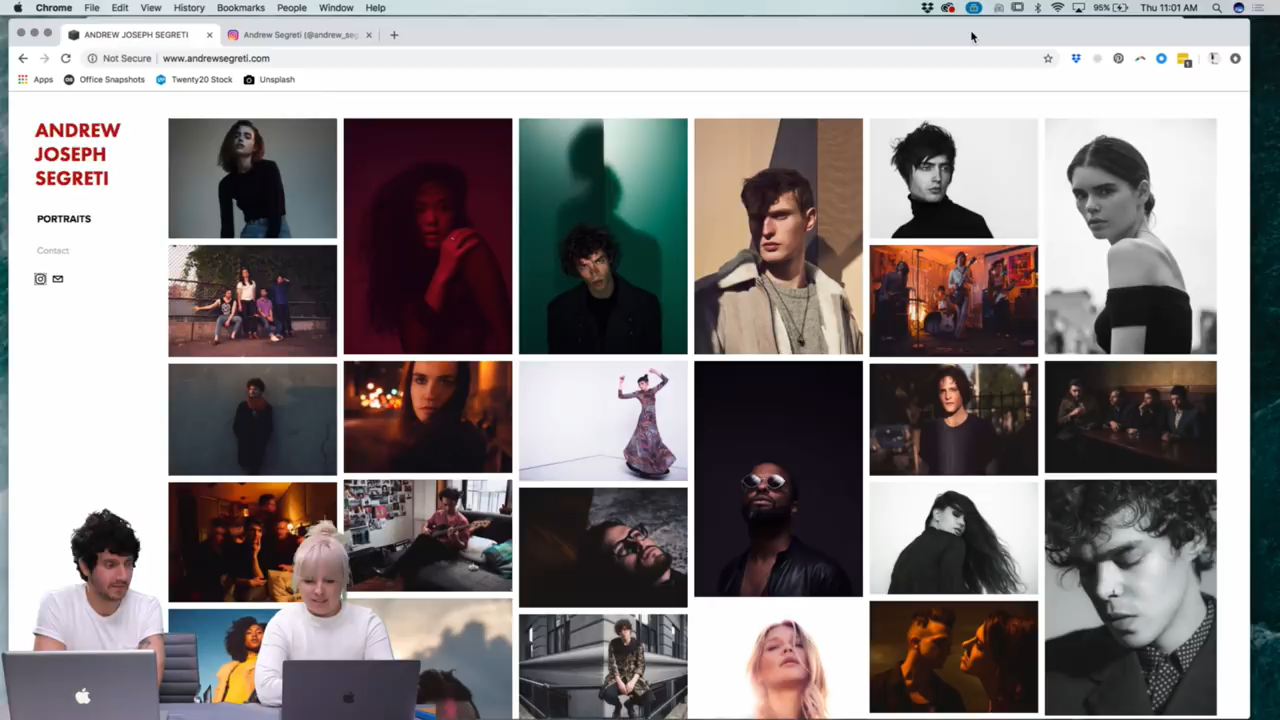 Chrome File Edit View History Bookmarks People Window Help 95% Thu 11:01 AM
ANDREW JOSEPH SEGRETI Andrew Segreti (@andrew_seg
Not Secure www.andrewsegreti.com
Apps Office Snapshots Twenty20 Stock Unsplash
ANDREW
JOSEPH
SEGRETI
PORTRAITS
Contact